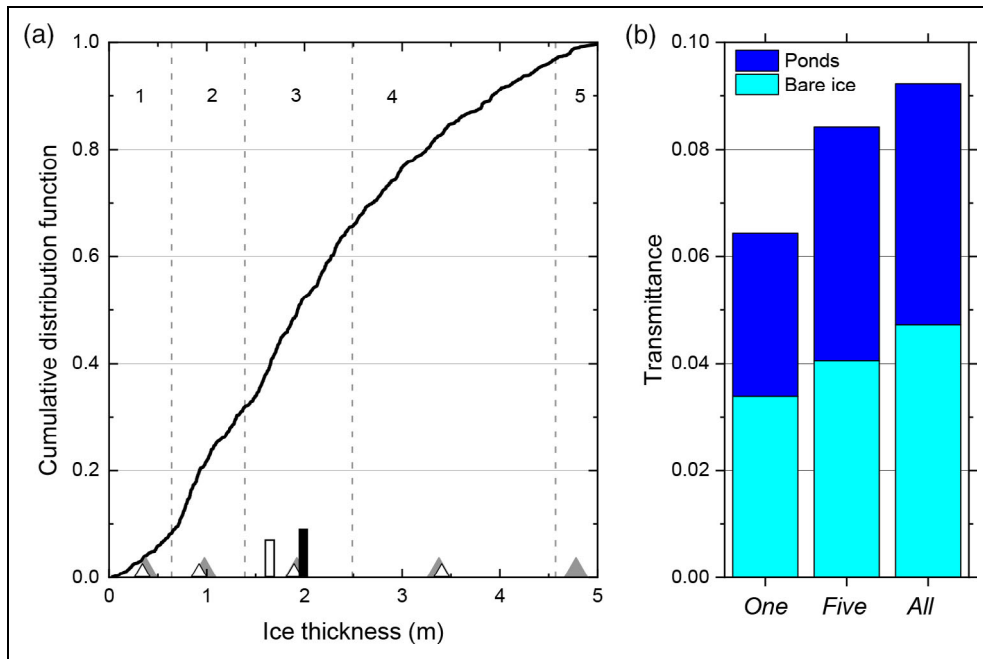 (a)
1 2 3 4 5
Cumulative distribution function
1.0
0.8
0.6
0.4
0.2
0.0
0 1 2 3 4 5
Ice thickness (m)
(b)
Ponds
Bare ice
Transmittance
0.10
0.08
0.06
0.04
0.02
0.00
One Five All